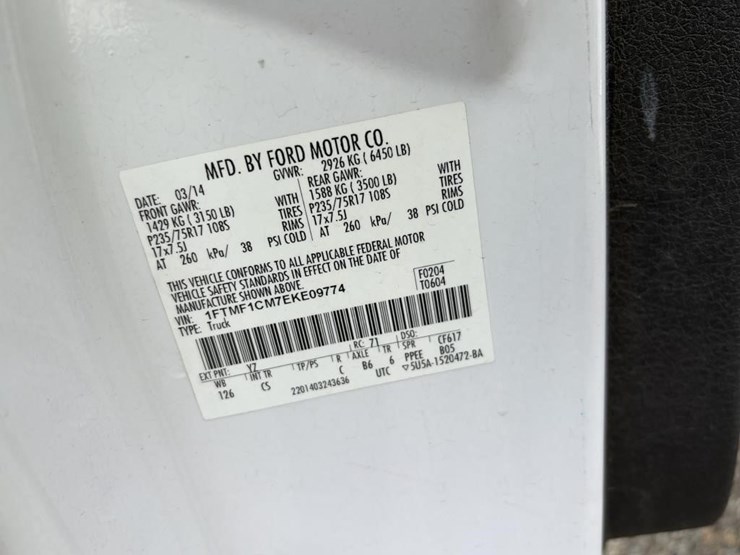 MFD. BY FORD MOTOR CO.
DATE: 03/14 GVWR: 2926 KG ( 6450 LB)
FRONT GAWR: REAR GAWR:
1429 KG ( 3150 LB) WITH 1588 KG ( 3500 LB) WITH
P235/75R17 108S TIRES P235/75R17 108S TIRES
17x7.5J RIMS 17x7.5J RIMS
AT 260 kPa/ 38 PSI COLD AT 260 kPa/ 38 PSI COLD
THIS VEHICLE CONFORMS TO ALL APPLICABLE FEDERAL MOTOR
VEHICLE SAFETY STANDARDS IN EFFECT ON THE DATE OF
MANUFACTURE SHOWN ABOVE.
VIN: 1FTMF1CM7EKE09774 F0204
TYPE: Truck T0604
EXT PNT: YZ RC: 71 DSO: CF617
WB INT TR TP/PS R AXLE TR SPR B05
126 CS C B6 6 PPEE
2201403243636 UTC ▽5U5A-1520472-BA